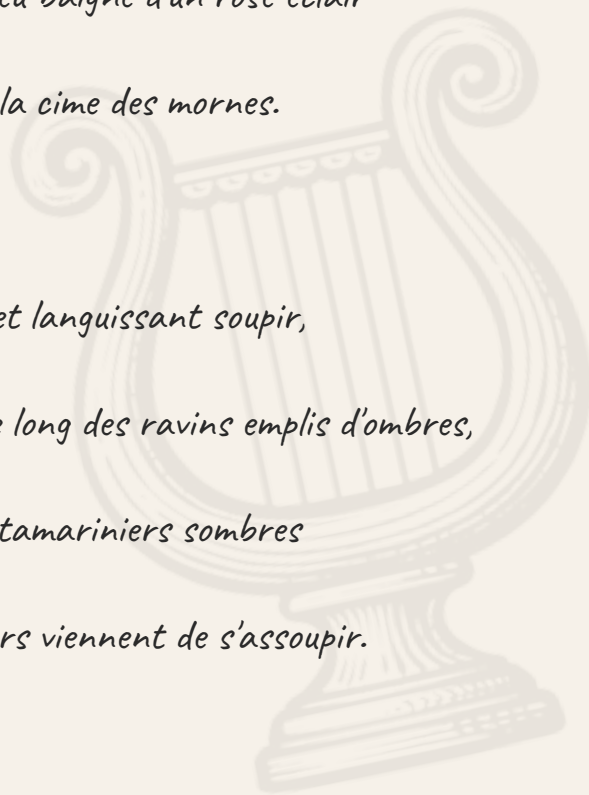 baigné d'un rose éclair
la cime des mornes.
et languissant soupir,
long des ravins emplis d'ombres,
tamariniers sombres
viennent de s'assoupir.